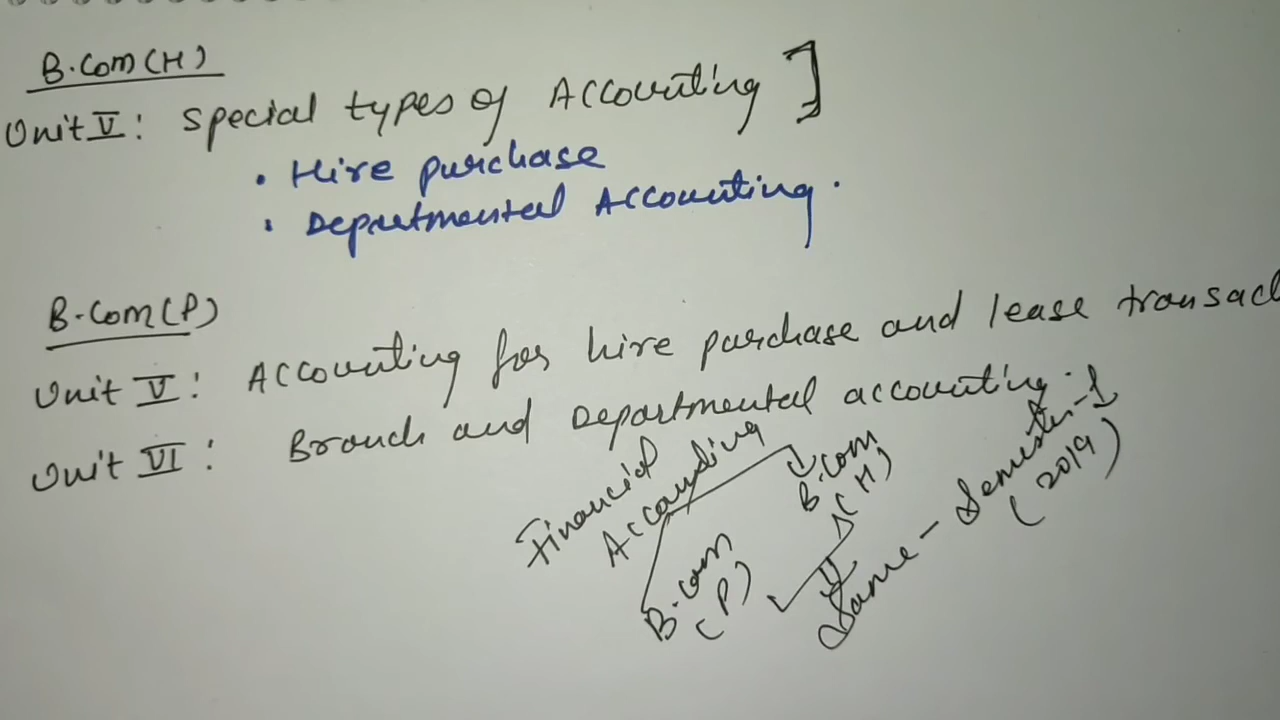 B.Com(H)
Unit V: Special types of Accounting ]
• Hire purchase
• Departmental Accounting.
B.Com(P)
Unit V: Accounting for hire purchase and lease transac
Unit VI: Branch and Departmental accounting.
Financial
Accounting
B.Com
(H)
B.Com
(P)
Same - Semester-I
(2019)